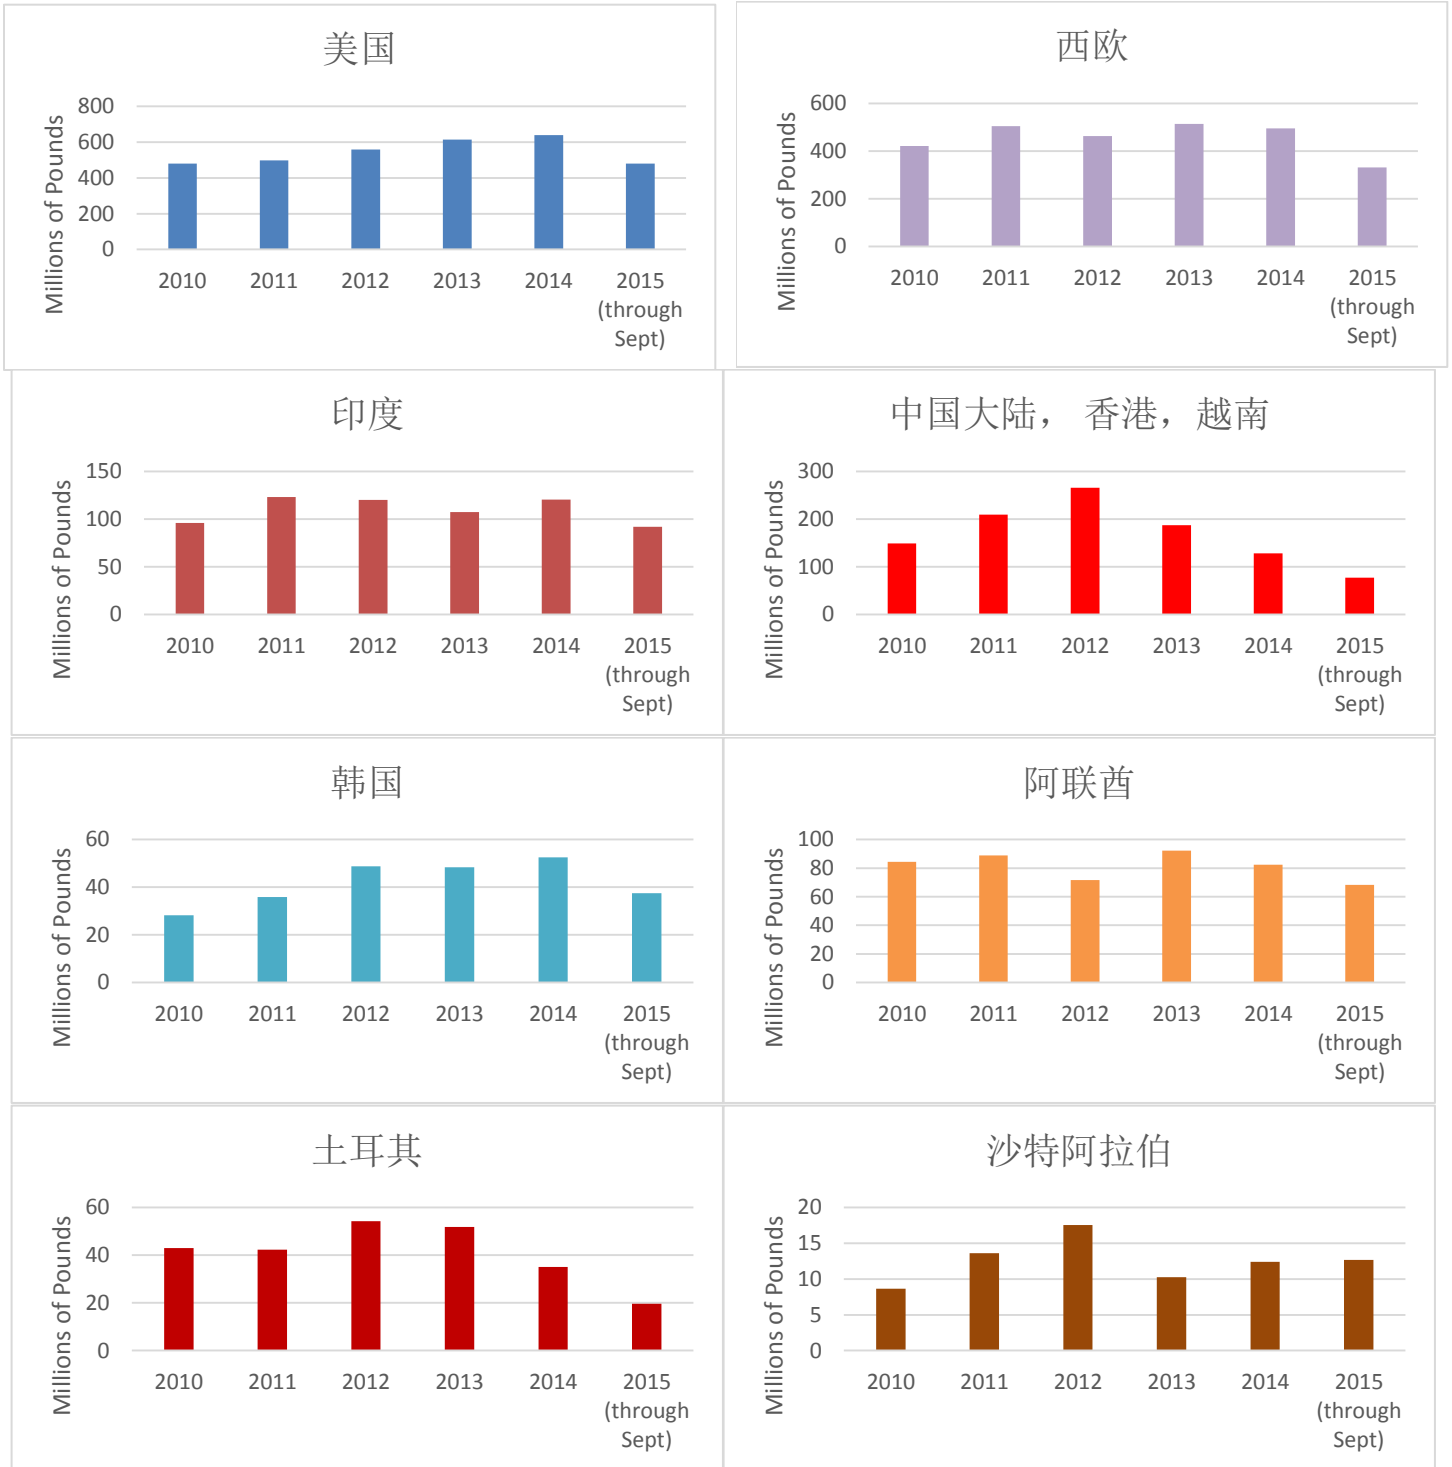 美国
Millions of Pounds
800
600
400
200
0
2010 2011 2012 2013 2014 2015
(through
Sept)
西欧
Millions of Pounds
600
400
200
0
2010 2011 2012 2013 2014 2015
(through
Sept)
印度
Millions of Pounds
150
100
50
0
2010 2011 2012 2013 2014 2015
(through
Sept)
中国大陆， 香港，越南
Millions of Pounds
300
200
100
0
2010 2011 2012 2013 2014 2015
(through
Sept)
韩国
Millions of Pounds
60
40
20
0
2010 2011 2012 2013 2014 2015
(through
Sept)
阿联酋
Millions of Pounds
100
80
60
40
20
0
2010 2011 2012 2013 2014 2015
(through
Sept)
土耳其
Millions of Pounds
60
40
20
0
2010 2011 2012 2013 2014 2015
(through
Sept)
沙特阿拉伯
Millions of Pounds
20
15
10
5
0
2010 2011 2012 2013 2014 2015
(through
Sept)